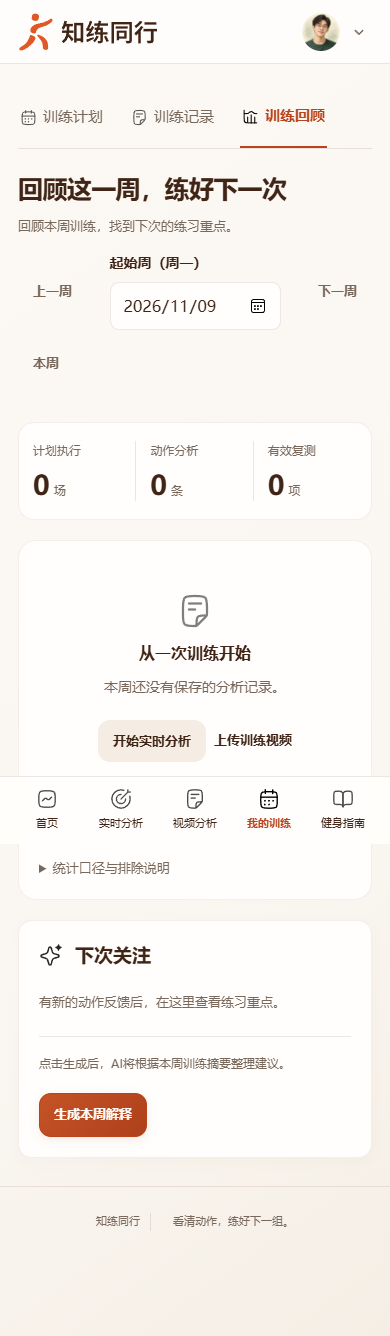 知练同行
训练计划
训练记录
训练回顾
回顾这一周，练好下一次
回顾本周训练，找到下次的练习重点。
起始周（周一）
上一周
2026/11/09
下一周
本周
计划执行
动作分析
有效复测
0 场
0 条
0 项
从一次训练开始
本周还没有保存的分析记录。
开始实时分析
上传训练视频
首页
实时分析
视频分析
我的训练
健身指南
统计口径与排除说明
下次关注
有新的动作反馈后，在这里查看练习重点。
点击生成后，AI将根据本周训练摘要整理建议。
生成本周解释
知练同行
看清动作，练好下一组。